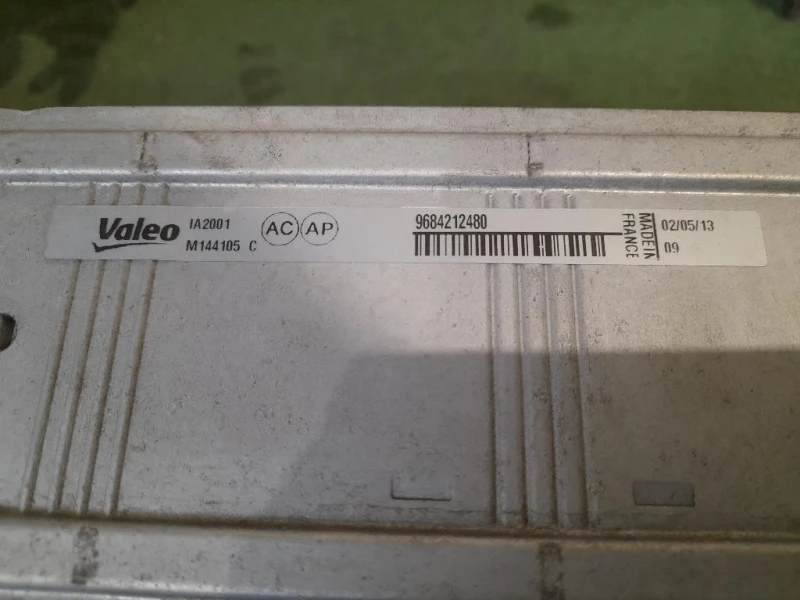 Valeo
IA2001
M144105 C
AC AP
9684212480
MADE IN
FRANCE
02/05/13
09